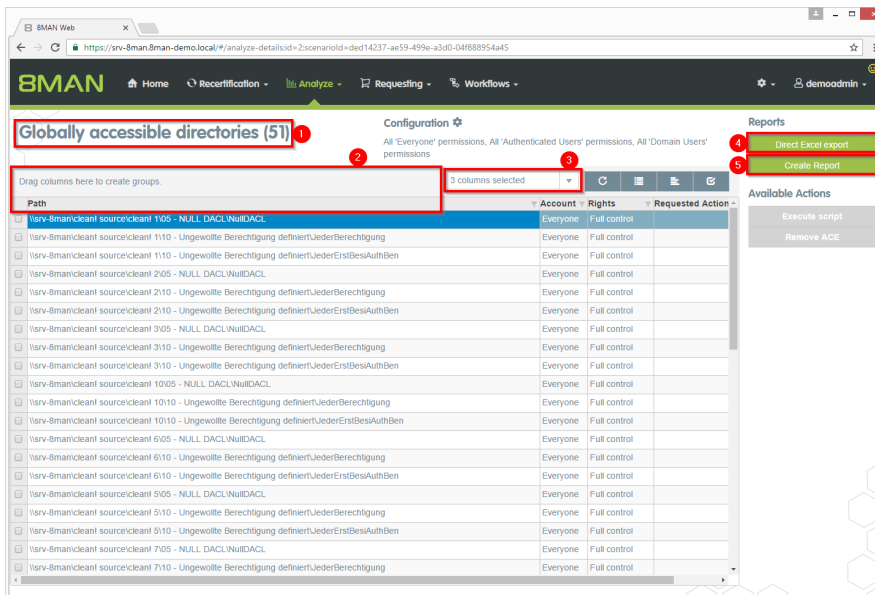 8MAN Web
https://srv-8man.8man-demo.local/#/analyze-details:id=2;scenarioId=ded14237-ae59-499e-a3d0-04f888954a45
8MAN Home Recertification Analyze Requesting Workflows demoadmin
Globally accessible directories (51) 1
Configuration
All 'Everyone' permissions, All 'Authenticated Users' permissions, All 'Domain Users' permissions
Reports
4 Direct Excel export
5 Create Report
Available Actions
Execute script
Remove ACE
2
3
Drag columns here to create groups.
3 columns selected
Path Account Rights Requested Action
\\srv-8man\clean! source\clean! 1\05 - NULL DACL\NullDACL Everyone Full control
\\srv-8man\clean! source\clean! 1\10 - Ungewollte Berechtigung definiert\JederBerechtigung Everyone Full control
\\srv-8man\clean! source\clean! 1\10 - Ungewollte Berechtigung definiert\JederErstBesiAuthBen Everyone Full control
\\srv-8man\clean! source\clean! 2\05 - NULL DACL\NullDACL Everyone Full control
\\srv-8man\clean! source\clean! 2\10 - Ungewollte Berechtigung definiert\JederBerechtigung Everyone Full control
\\srv-8man\clean! source\clean! 2\10 - Ungewollte Berechtigung definiert\JederErstBesiAuthBen Everyone Full control
\\srv-8man\clean! source\clean! 3\05 - NULL DACL\NullDACL Everyone Full control
\\srv-8man\clean! source\clean! 3\10 - Ungewollte Berechtigung definiert\JederBerechtigung Everyone Full control
\\srv-8man\clean! source\clean! 3\10 - Ungewollte Berechtigung definiert\JederErstBesiAuthBen Everyone Full control
\\srv-8man\clean! source\clean! 10\05 - NULL DACL\NullDACL Everyone Full control
\\srv-8man\clean! source\clean! 10\10 - Ungewollte Berechtigung definiert\JederBerechtigung Everyone Full control
\\srv-8man\clean! source\clean! 10\10 - Ungewollte Berechtigung definiert\JederErstBesiAuthBen Everyone Full control
\\srv-8man\clean! source\clean! 6\05 - NULL DACL\NullDACL Everyone Full control
\\srv-8man\clean! source\clean! 6\10 - Ungewollte Berechtigung definiert\JederBerechtigung Everyone Full control
\\srv-8man\clean! source\clean! 6\10 - Ungewollte Berechtigung definiert\JederErstBesiAuthBen Everyone Full control
\\srv-8man\clean! source\clean! 5\05 - NULL DACL\NullDACL Everyone Full control
\\srv-8man\clean! source\clean! 5\10 - Ungewollte Berechtigung definiert\JederBerechtigung Everyone Full control
\\srv-8man\clean! source\clean! 5\10 - Ungewollte Berechtigung definiert\JederErstBesiAuthBen Everyone Full control
\\srv-8man\clean! source\clean! 7\05 - NULL DACL\NullDACL Everyone Full control
\\srv-8man\clean! source\clean! 7\10 - Ungewollte Berechtigung definiert\JederBerechtigung Everyone Full control